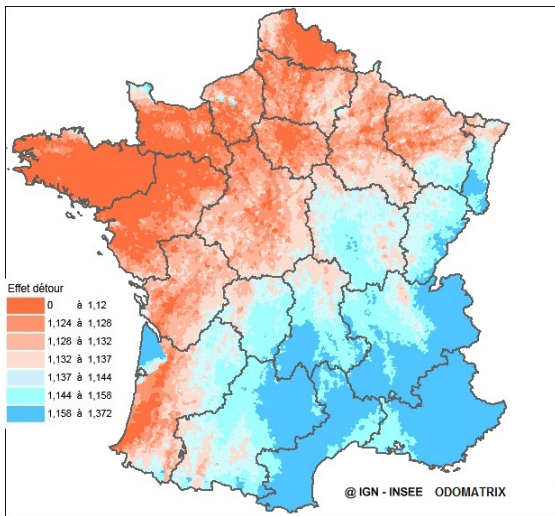 Effet détour
0 à 1,12
1,124 à 1,128
1,128 à 1,132
1,132 à 1,137
1,137 à 1,144
1,144 à 1,158
1,158 à 1,372
@ IGN - INSEE ODOMATRIX